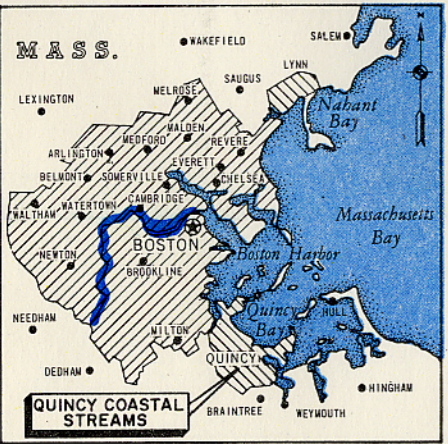 MASS.
WAKEFIELD
SALEM
N
LYNN
SAUGUS
MELROSE
LEXINGTON
Nahant
Bay
MALDEN
MEDFORD
REVERE
ARLINGTON
EVERETT
BELMONT
SOMERVILLE
CHELSEA
CAMBRIDGE
WALTHAM
WATERTOWN
Massachusetts
Bay
BOSTON
Boston Harbor
NEWTON
BROOKLINE
Quincy
Bay
HULL
NEEDHAM
MILTON
QUINCY
DEDHAM
HINGHAM
QUINCY COASTAL
STREAMS
BRAINTREE
WEYMOUTH